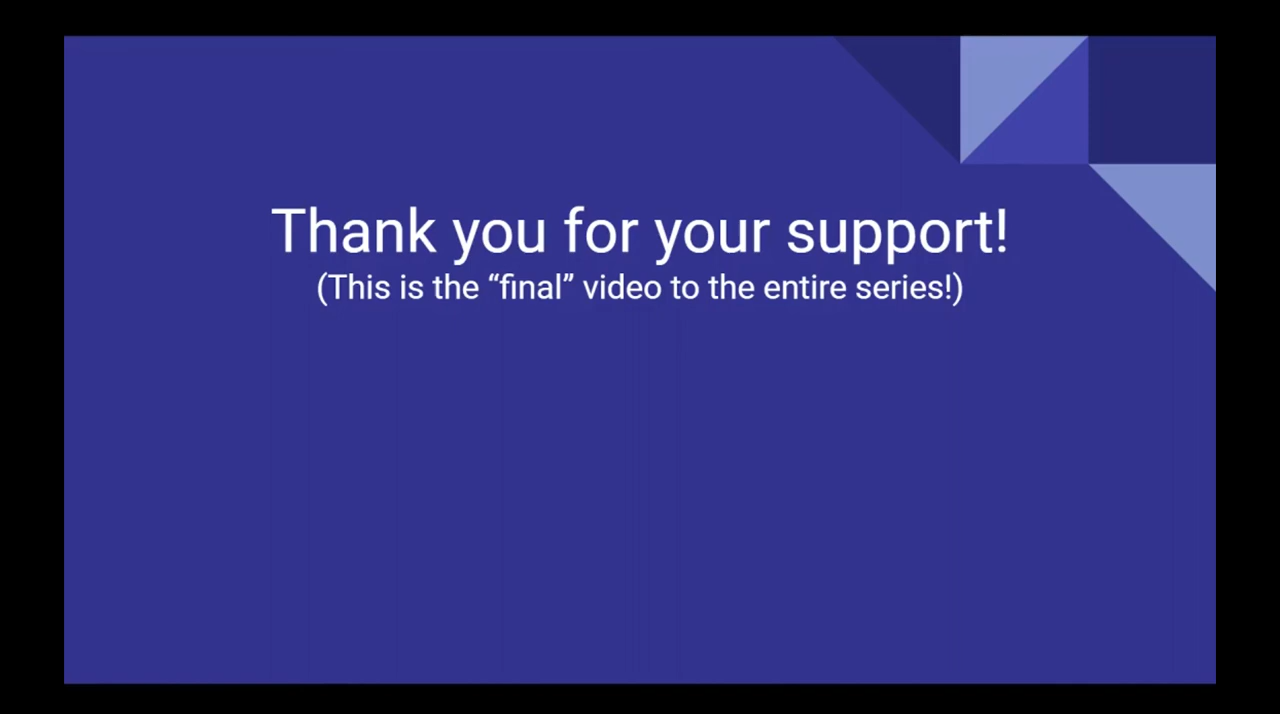 Thank you for your support!
(This is the “final” video to the entire series!)